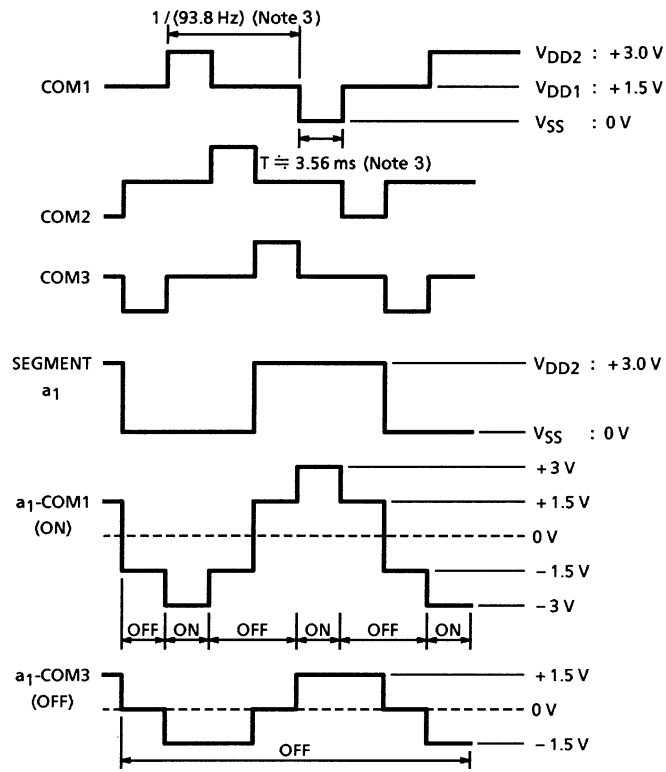 1/(93.8 Hz) (Note 3)
COM1
VDD2 : +3.0 V
VDD1 : +1.5 V
VSS : 0 V
T ≒ 3.56 ms (Note 3)
COM2
COM3
SEGMENT
a1
VDD2 : +3.0 V
VSS : 0 V
a1-COM1
(ON)
+3 V
+1.5 V
0 V
−1.5 V
−3 V
OFF ON OFF ON OFF ON
a1-COM3
(OFF)
+1.5 V
0 V
−1.5 V
OFF